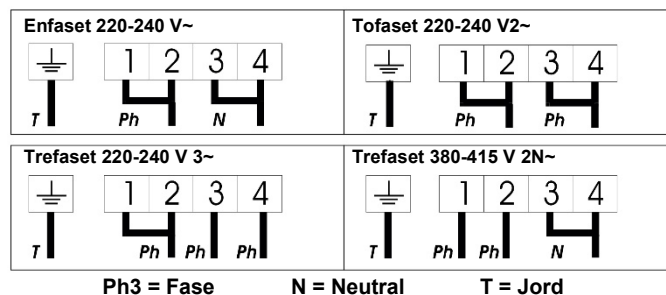 Enfaset 220-240 V~
1 2 3 4
T Ph N
Tofaset 220-240 V2~
1 2 3 4
T Ph Ph
Trefaset 220-240 V 3~
1 2 3 4
T Ph Ph Ph
Trefaset 380-415 V 2N~
1 2 3 4
T Ph Ph N
Ph3 = Fase N = Neutral T = Jord